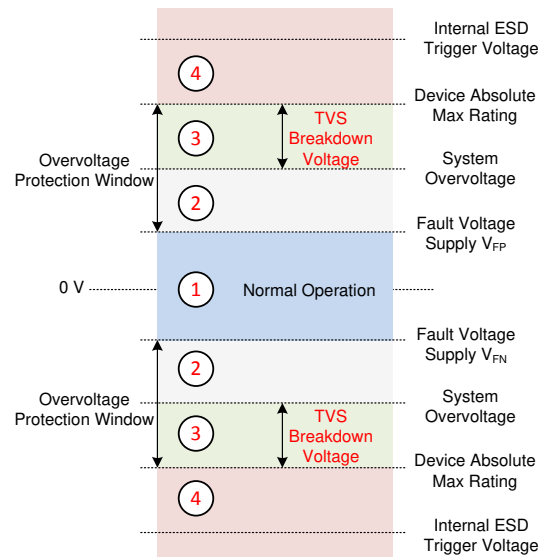 Internal ESD
Trigger Voltage
4
Device Absolute
Max Rating
TVS
Breakdown
Voltage
3
Overvoltage
Protection Window
System
Overvoltage
2
Fault Voltage
Supply VFP
0 V
1
Normal Operation
Fault Voltage
Supply VFN
2
System
Overvoltage
Overvoltage
Protection Window
TVS
Breakdown
Voltage
3
Device Absolute
Max Rating
4
Internal ESD
Trigger Voltage